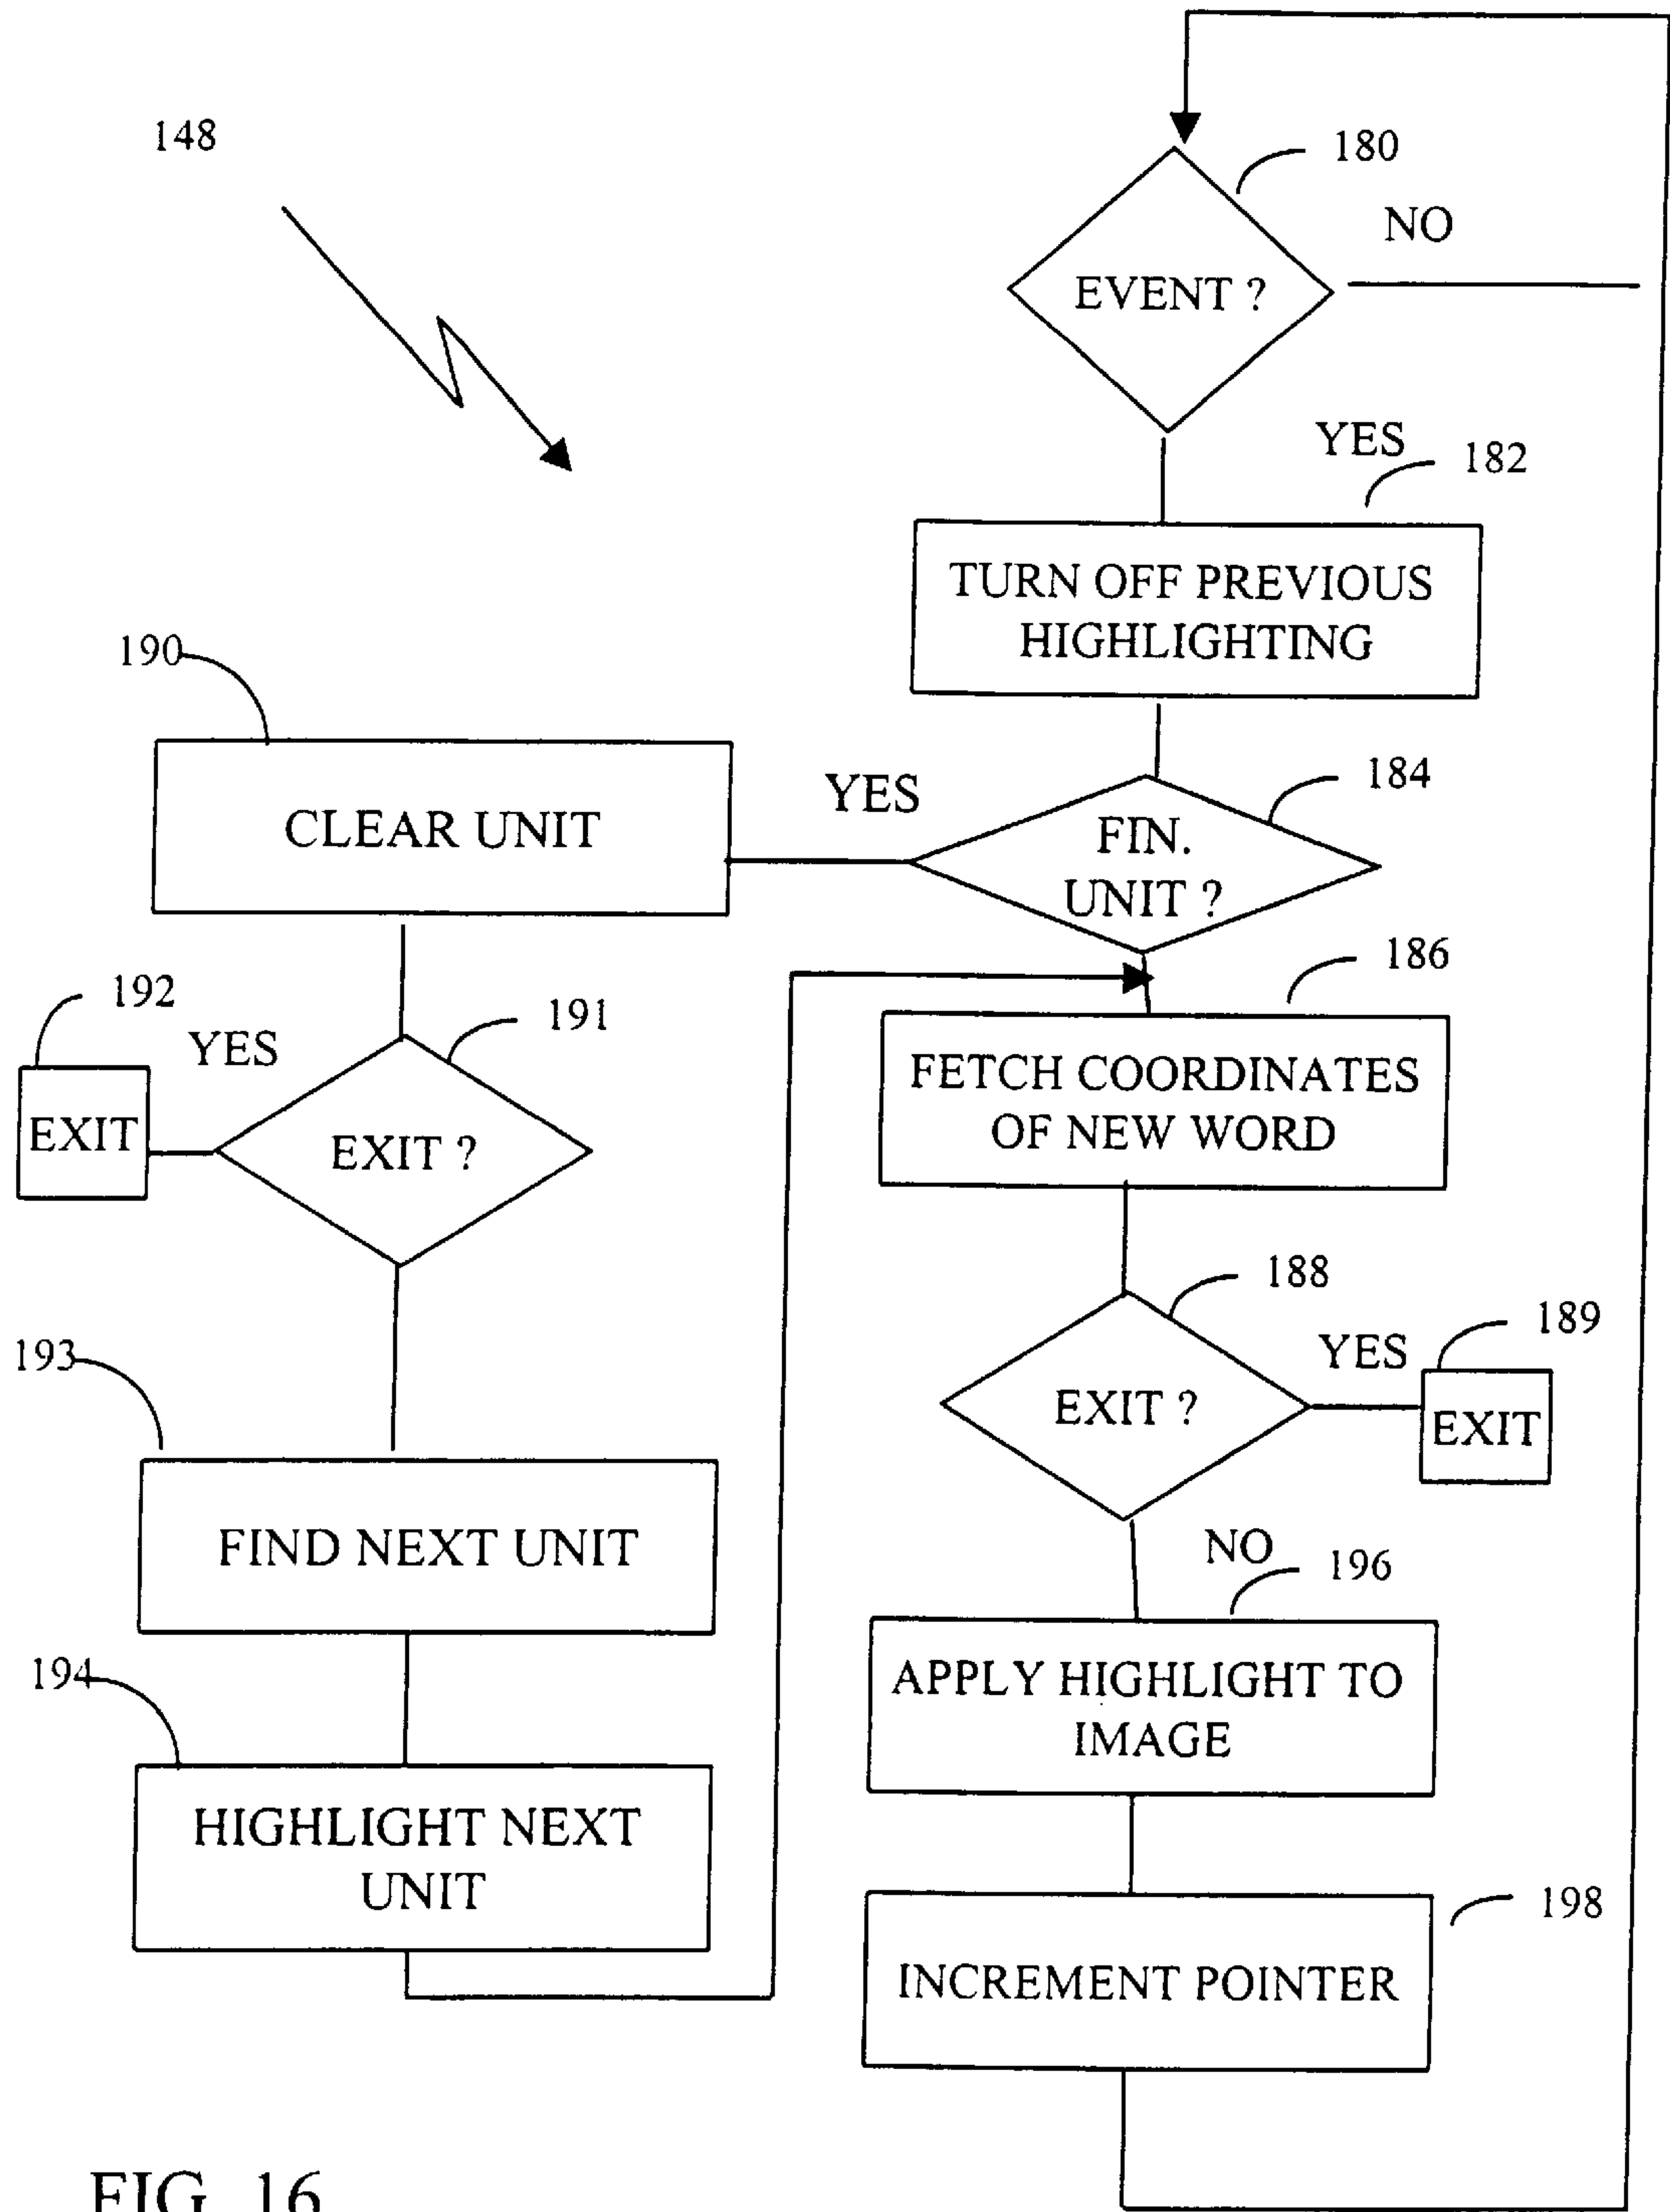 148
180
NO
EVENT ?
YES
182
TURN OFF PREVIOUS
HIGHLIGHTING
190
CLEAR UNIT
YES
184
FIN.
UNIT ?
186
FETCH COORDINATES
OF NEW WORD
192
YES
191
EXIT
EXIT ?
188
EXIT ?
YES
189
EXIT
193
FIND NEXT UNIT
NO
196
APPLY HIGHLIGHT TO
IMAGE
194
HIGHLIGHT NEXT
UNIT
198
INCREMENT POINTER
FIG. 16